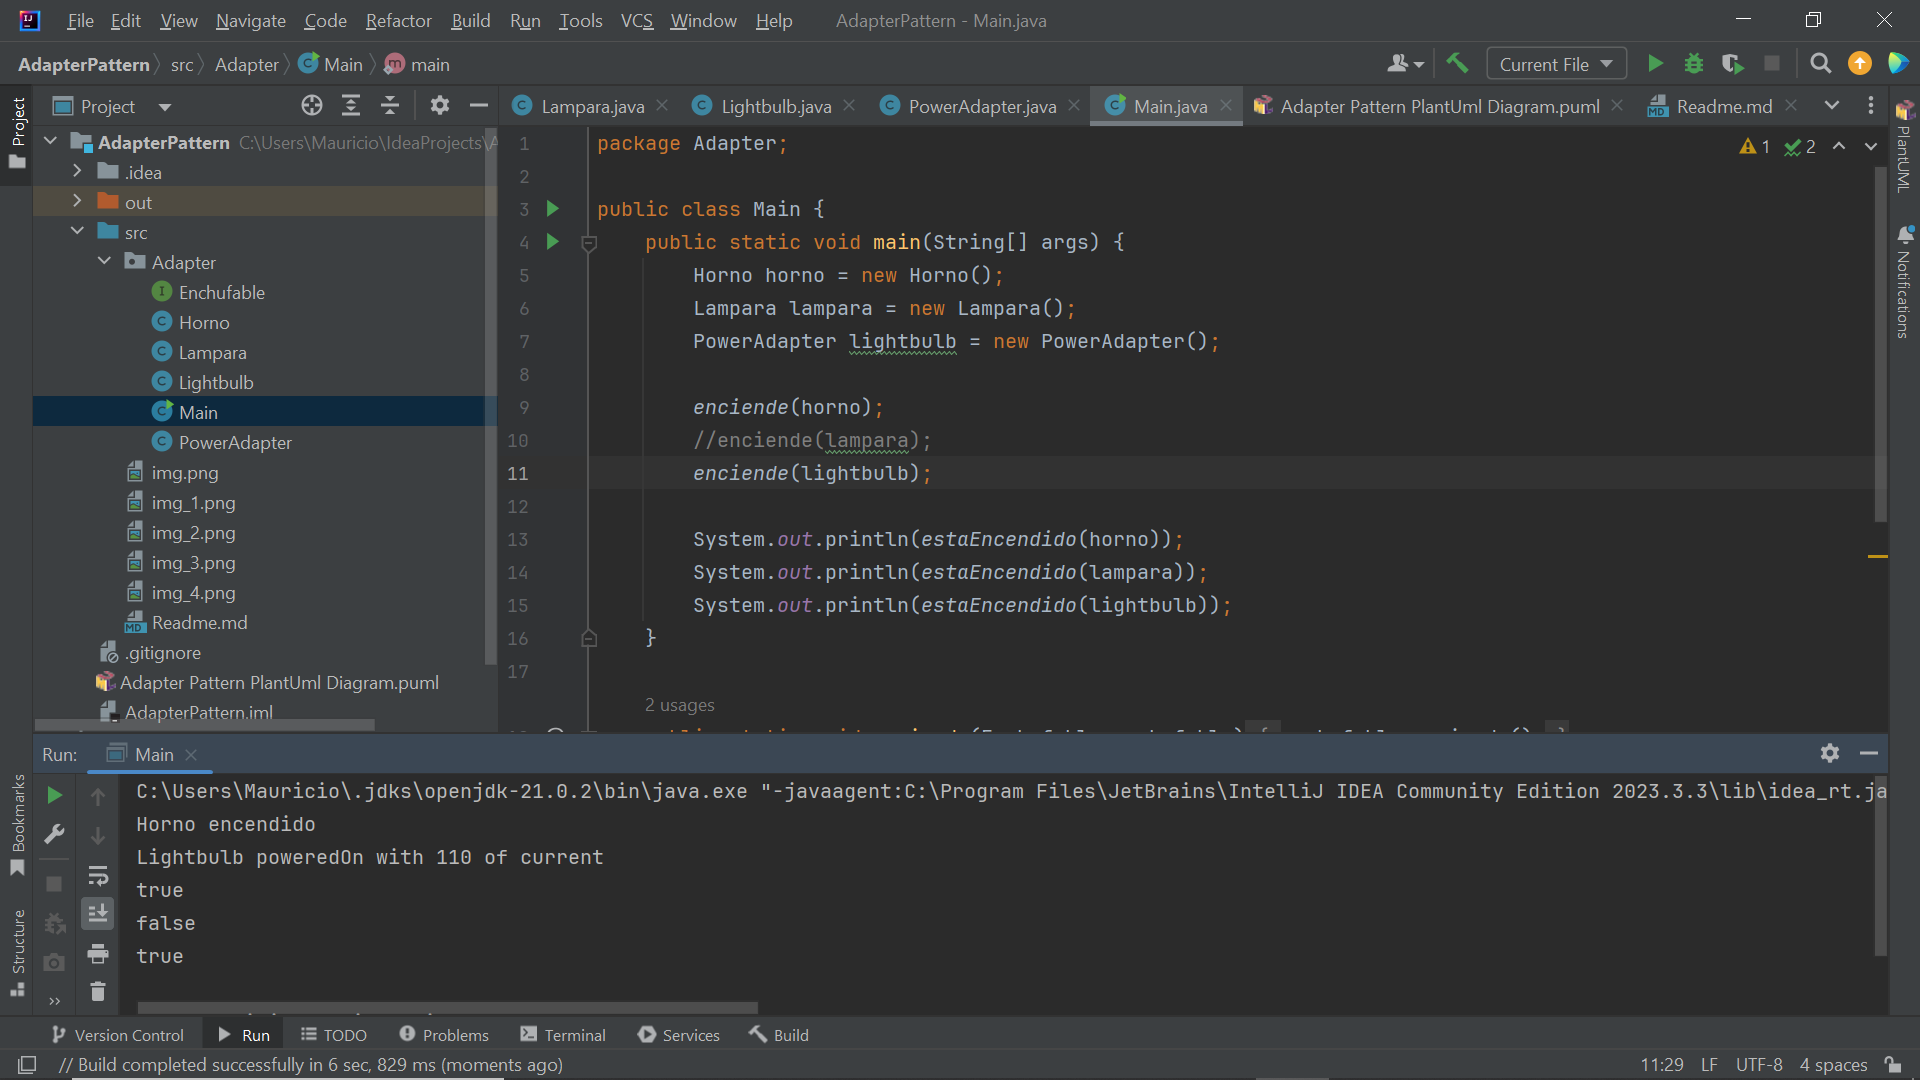 File Edit View Navigate Code Refactor Build Run Tools VCS Window Help AdapterPattern - Main.java
AdapterPattern src Adapter Main main Current File
Project
Lampara.java Lightbulb.java PowerAdapter.java Main.java Adapter Pattern PlantUml Diagram.puml Readme.md
Project
Bookmarks
Structure
AdapterPattern C:\Users\Mauricio\IdeaProjects\A
.idea
out
src
Adapter
Enchufable
Horno
Lampara
Lightbulb
Main
PowerAdapter
img.png
img_1.png
img_2.png
img_3.png
img_4.png
Readme.md
.gitignore
Adapter Pattern PlantUml Diagram.puml
AdapterPattern.iml
1 package Adapter;
2
3 public class Main {
4 public static void main(String[] args) {
5 Horno horno = new Horno();
6 Lampara lampara = new Lampara();
7 PowerAdapter lightbulb = new PowerAdapter();
8
9 enciende(horno);
10 //enciende(lampara);
11 enciende(lightbulb);
12
13 System.out.println(estaEncendido(horno));
14 System.out.println(estaEncendido(lampara));
15 System.out.println(estaEncendido(lightbulb));
16 }
17
2 usages
1 2
PlantUML
Notifications
Run: Main
C:\Users\Mauricio\.jdks\openjdk-21.0.2\bin\java.exe "-javaagent:C:\Program Files\JetBrains\IntelliJ IDEA Community Edition 2023.3.3\lib\idea_rt.ja
Horno encendido
Lightbulb poweredOn with 110 of current
true
false
true
Version Control Run TODO Problems Terminal Services Build
// Build completed successfully in 6 sec, 829 ms (moments ago) 11:29 LF UTF-8 4 spaces